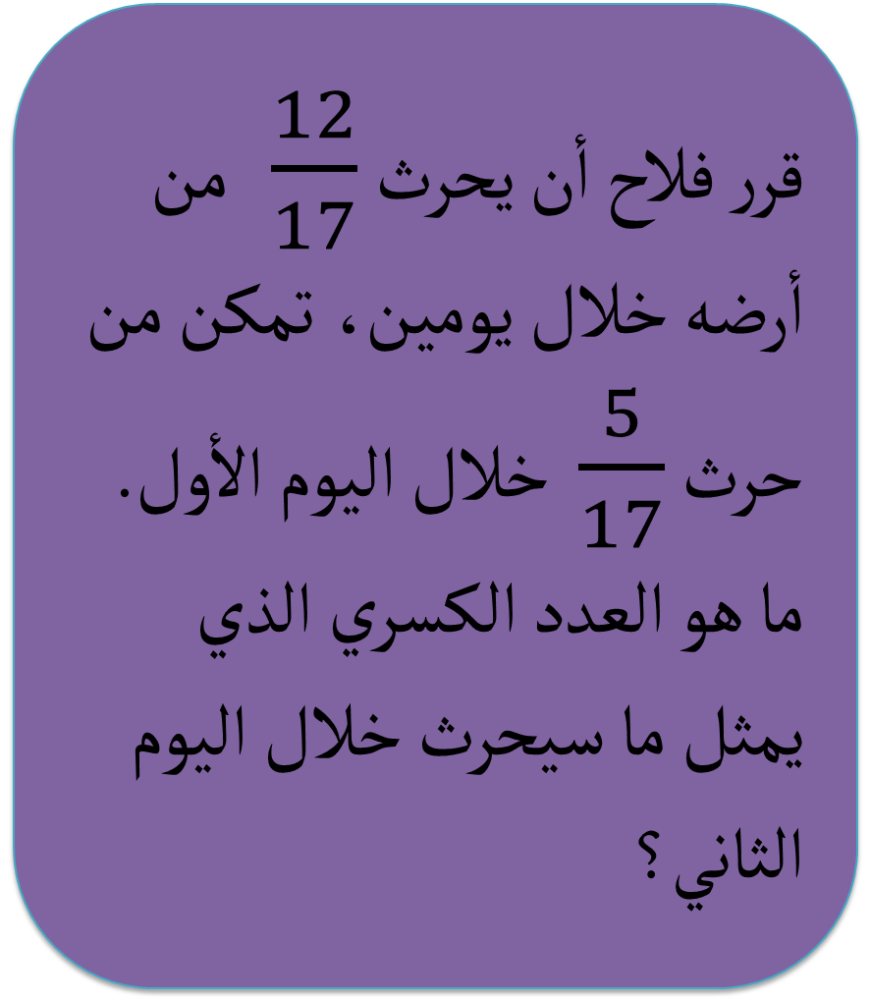 قرر فلاح أن يحرث 12/17 من
أرضه خلال يومين، تمكن من
حرث 5/17 خلال اليوم الأول.
ما هو العدد الكسري الذي
يمثل ما سيحرث خلال اليوم
الثاني؟